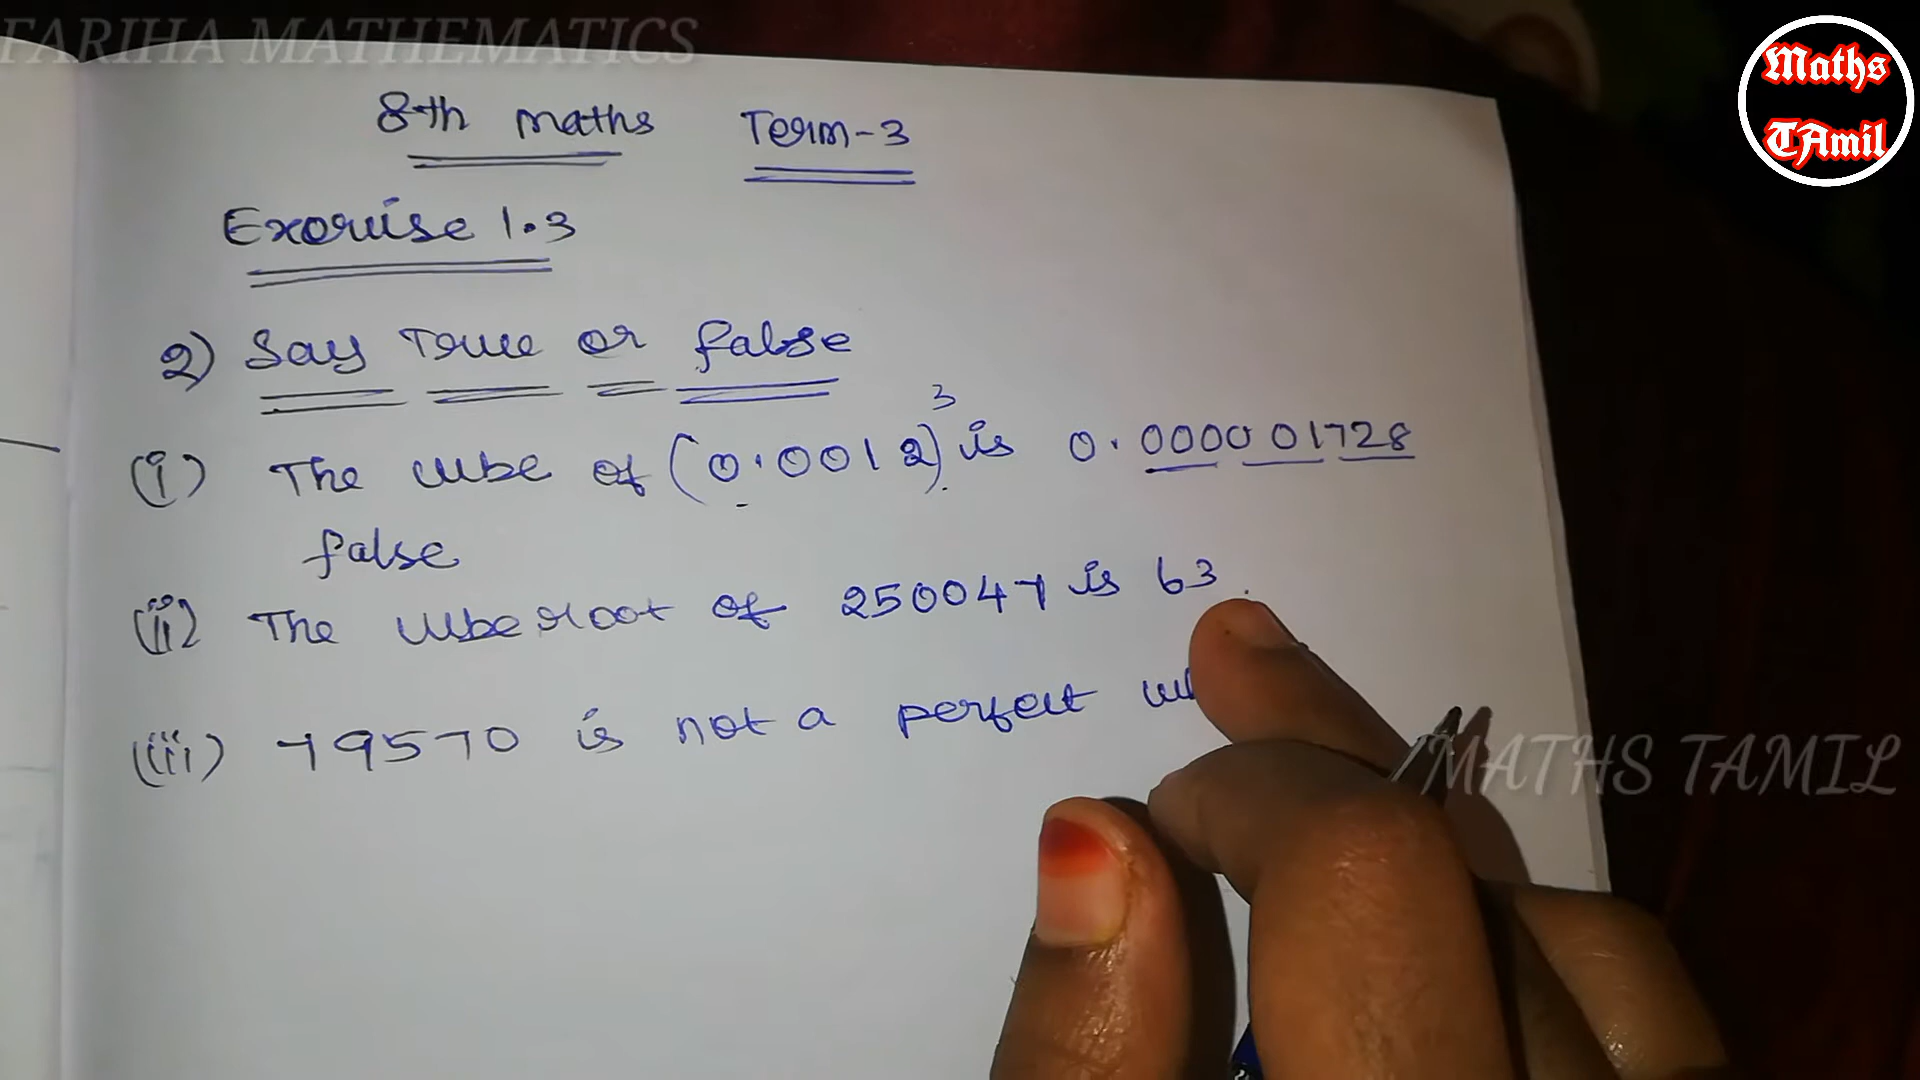 FARIHA MATHEMATICS
Maths
TAmil
8th maths Term-3
Exercise 1.3
2) Say True or false
(i) The cube of (0.0012)³ is 0.000001728
false
(ii) The cube root of 250047 is 63.
(iii) 79570 is not a perfect
MATHS TAMIL